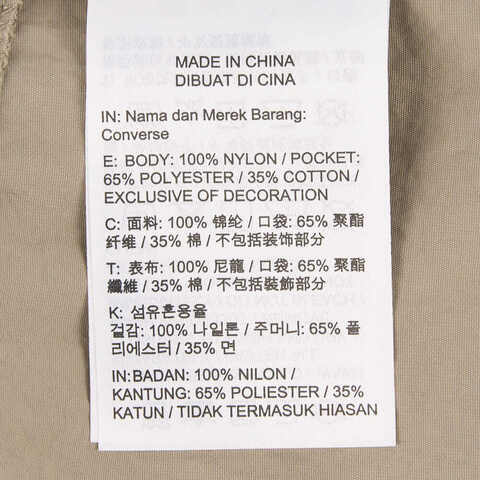 MADE IN CHINA
DIBUAT DI CINA
IN: Nama dan Merek Barang:
Converse
E: BODY: 100% NYLON / POCKET:
65% POLYESTER / 35% COTTON /
EXCLUSIVE OF DECORATION
C: 面料: 100% 锦纶 / 口袋: 65% 聚酯
纤维 / 35% 棉 / 不包括装饰部分
T: 表布: 100% 尼龍 / 口袋: 65% 聚酯
纖維 / 35% 棉 / 不包括裝飾部分
K: 섬유혼용율
겉감: 100% 나일론 / 주머니: 65% 폴
리에스터 / 35% 면
IN: BADAN: 100% NILON /
KANTUNG: 65% POLIESTER / 35%
KATUN / TIDAK TERMASUK HIASAN